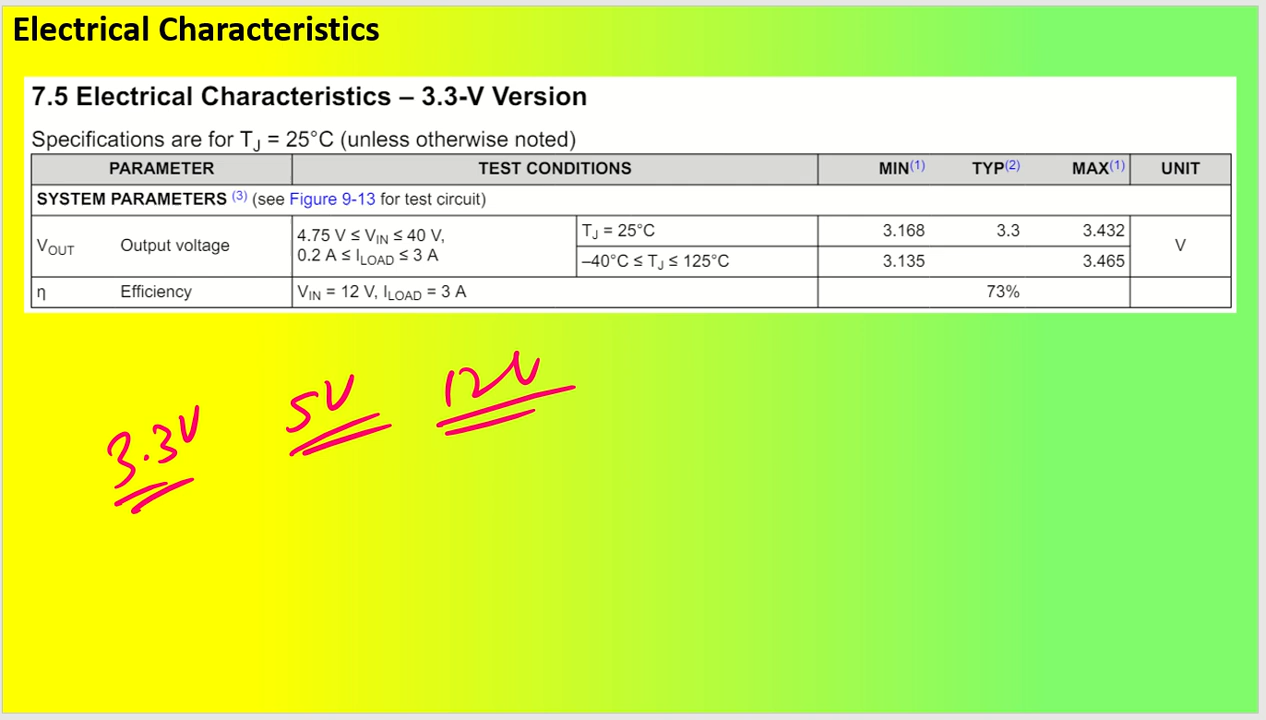 Electrical Characteristics
7.5 Electrical Characteristics – 3.3-V Version
Specifications are for TJ = 25°C (unless otherwise noted)
PARAMETER TEST CONDITIONS MIN(1) TYP(2) MAX(1) UNIT
SYSTEM PARAMETERS (3) (see Figure 9-13 for test circuit)
VOUT Output voltage 4.75 V ≤ VIN ≤ 40 V, 0.2 A ≤ ILOAD ≤ 3 A TJ = 25°C 3.168 3.3 3.432 V
–40°C ≤ TJ ≤ 125°C 3.135 3.465
η Efficiency VIN = 12 V, ILOAD = 3 A 73%
3.3V 5V 12V